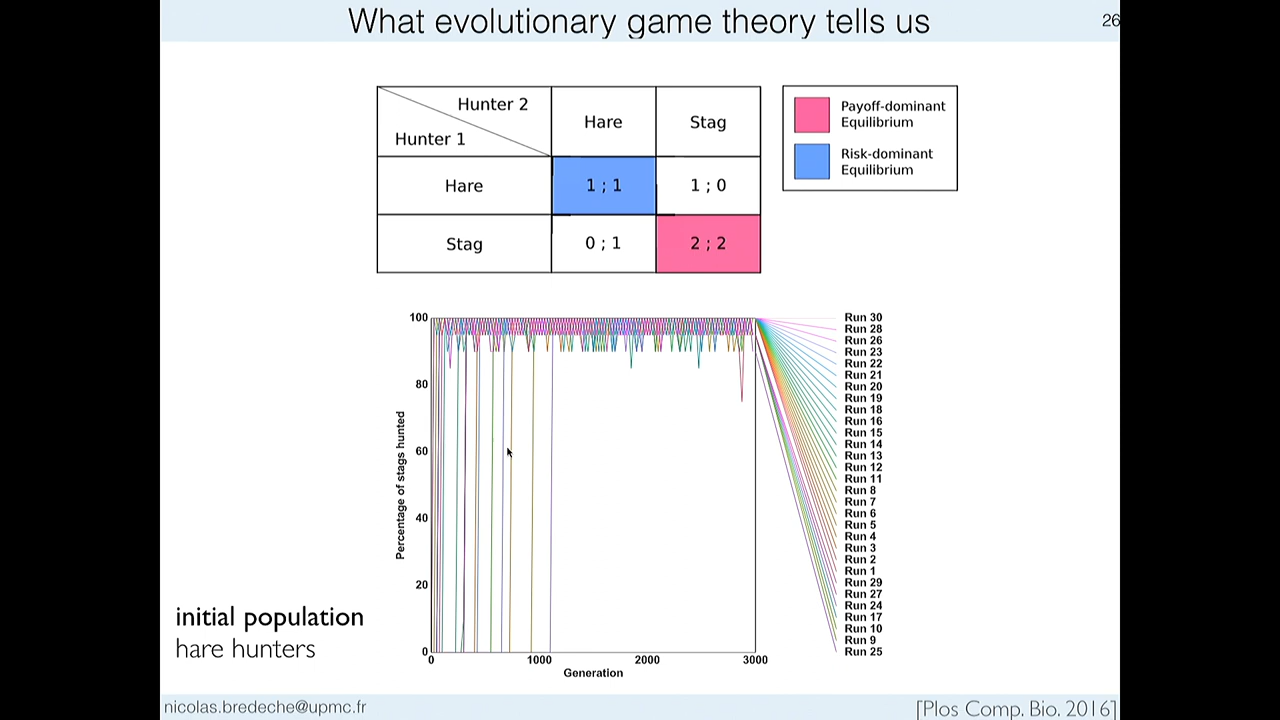 What evolutionary game theory tells us
26
Hunter 2
Hunter 1
Hare
Stag
Hare
1 ; 1
1 ; 0
Stag
0 ; 1
2 ; 2
Payoff-dominant
Equilibrium
Risk-dominant
Equilibrium
Percentage of stags hunted
100
80
60
40
20
0
0
1000
2000
3000
Generation
Run 30
Run 28
Run 26
Run 23
Run 22
Run 21
Run 20
Run 19
Run 18
Run 16
Run 15
Run 14
Run 13
Run 12
Run 11
Run 8
Run 7
Run 6
Run 5
Run 4
Run 3
Run 2
Run 1
Run 29
Run 27
Run 24
Run 17
Run 10
Run 9
Run 25
initial population
hare hunters
nicolas.bredeche@upmc.fr
[Plos Comp. Bio. 2016]